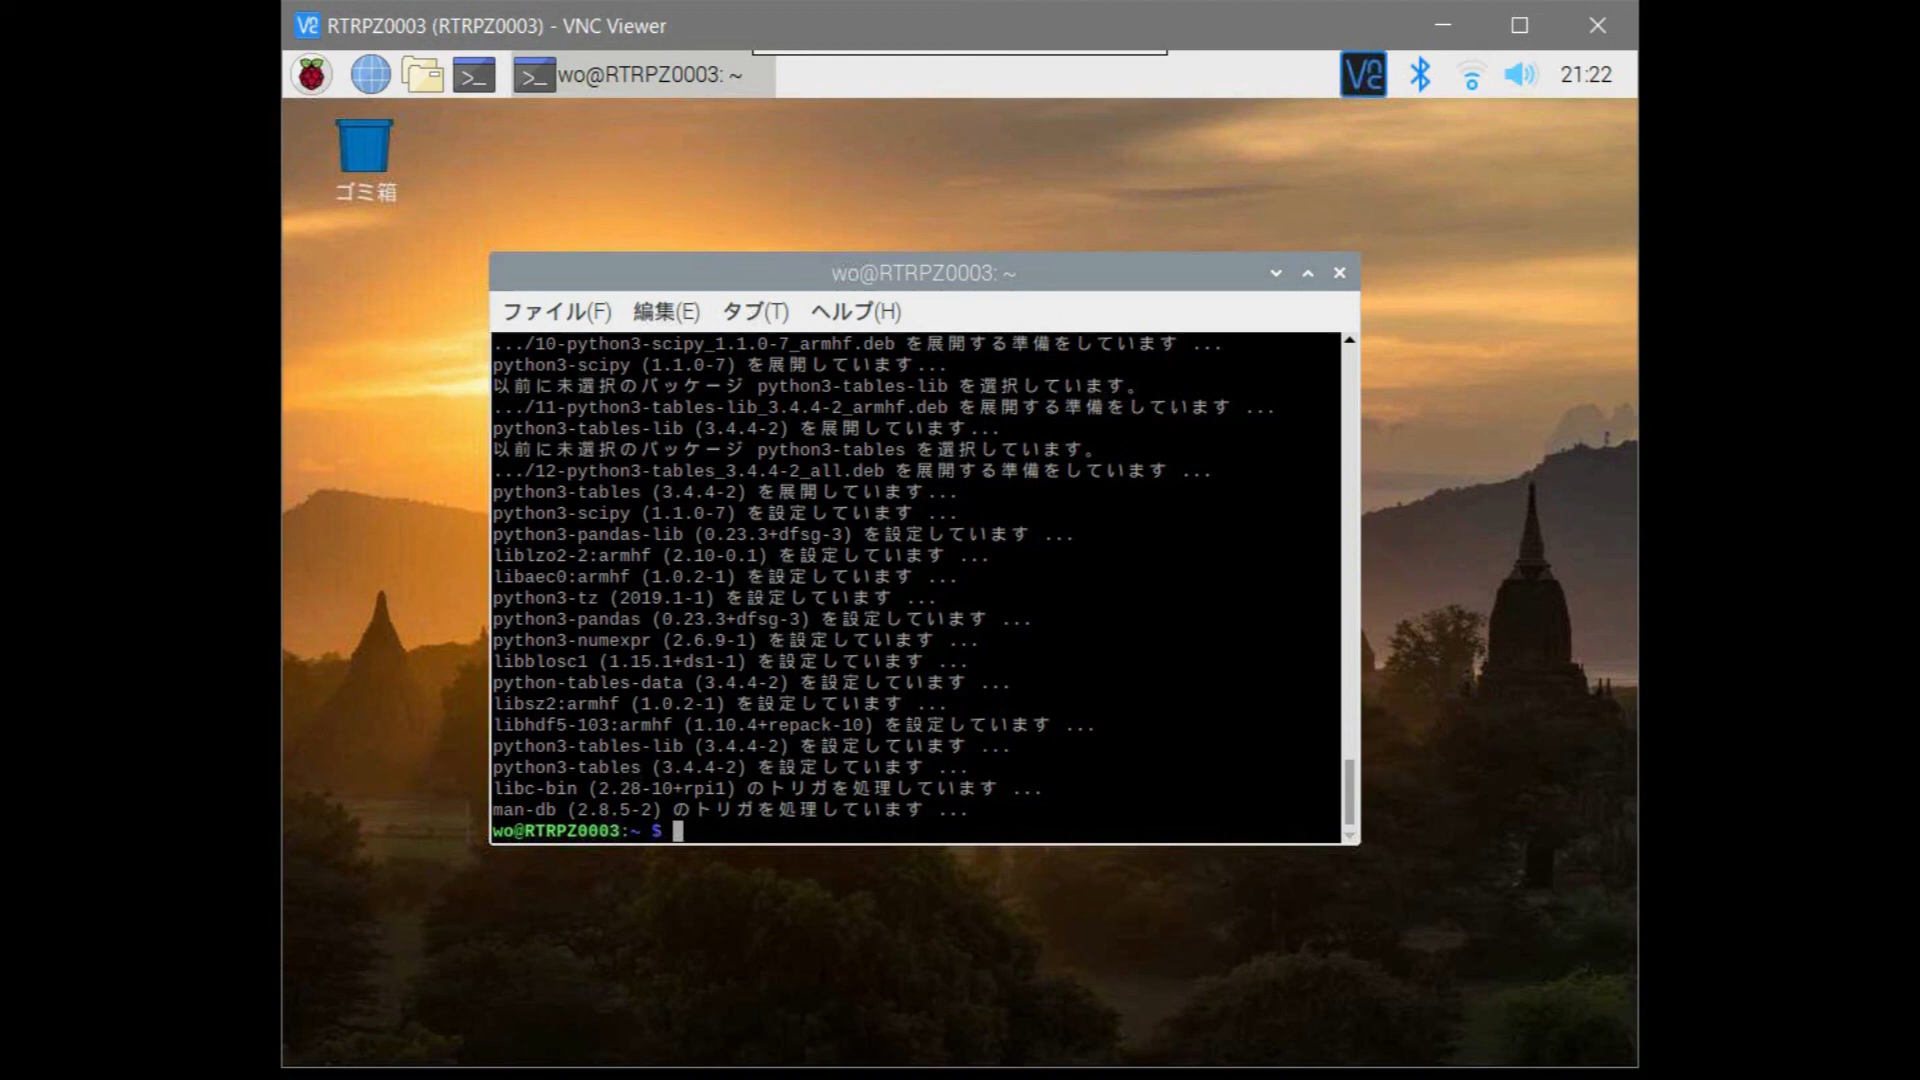 RTRPZ0003 (RTRPZ0003) - VNC Viewer
wo@RTRPZ0003: ~
21:22
ゴミ箱
wo@RTRPZ0003: ~
ファイル(F) 編集(E) タブ(T) ヘルプ(H)
.../10-python3-scipy_1.1.0-7_armhf.deb を展開する準備をしています ...
python3-scipy (1.1.0-7) を展開しています...
以前に未選択のパッケージ python3-tables-lib を選択しています。
.../11-python3-tables-lib_3.4.4-2_armhf.deb を展開する準備をしています ...
python3-tables-lib (3.4.4-2) を展開しています...
以前に未選択のパッケージ python3-tables を選択しています。
.../12-python3-tables_3.4.4-2_all.deb を展開する準備をしています ...
python3-tables (3.4.4-2) を展開しています...
python3-scipy (1.1.0-7) を設定しています ...
python3-pandas-lib (0.23.3+dfsg-3) を設定しています ...
liblzo2-2:armhf (2.10-0.1) を設定しています ...
libaec0:armhf (1.0.2-1) を設定しています ...
python3-tz (2019.1-1) を設定しています ...
python3-pandas (0.23.3+dfsg-3) を設定しています ...
python3-numexpr (2.6.9-1) を設定しています ...
libblosc1 (1.15.1+ds1-1) を設定しています ...
python-tables-data (3.4.4-2) を設定しています ...
libsz2:armhf (1.0.2-1) を設定しています ...
libhdf5-103:armhf (1.10.4+repack-10) を設定しています ...
python3-tables-lib (3.4.4-2) を設定しています ...
python3-tables (3.4.4-2) を設定しています ...
libc-bin (2.28-10+rpi1) のトリガを処理しています ...
man-db (2.8.5-2) のトリガを処理しています ...
wo@RTRPZ0003:~ $